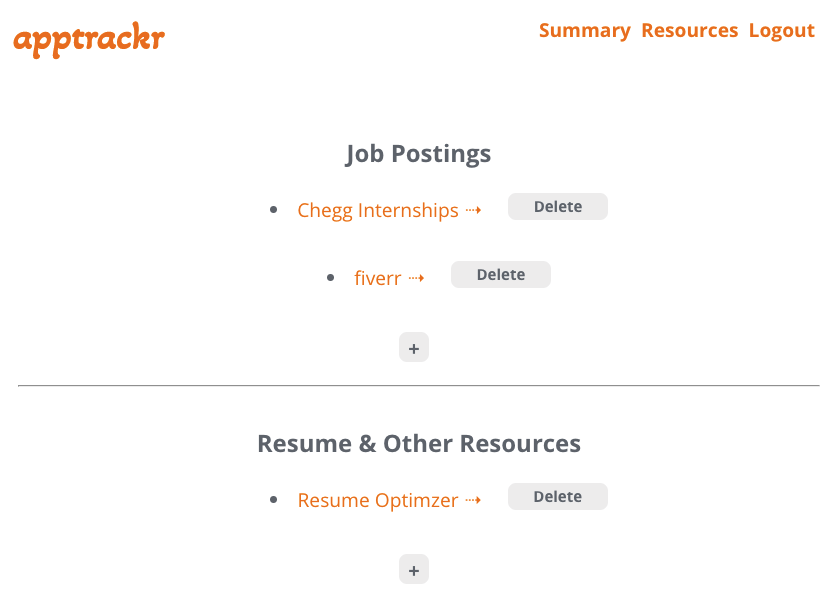 apptrackr
Summary Resources Logout
Job Postings
• Chegg Internships ⤑ Delete
• fiverr ⤑ Delete
+
Resume & Other Resources
• Resume Optimzer ⤑ Delete
+